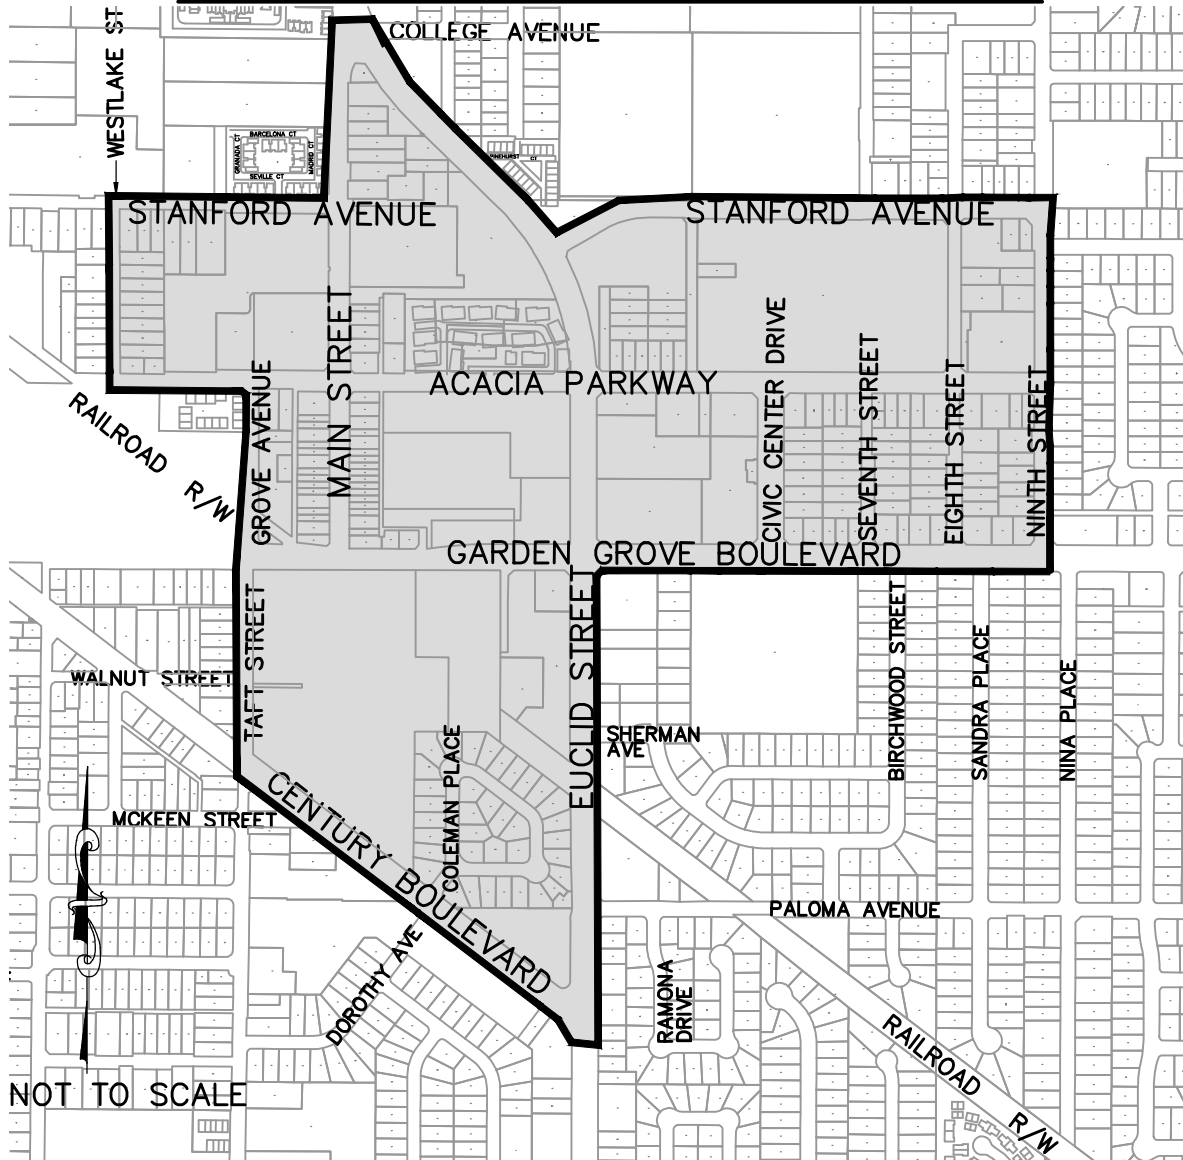 WESTLAKE ST
COLLEGE AVENUE
BARCELONA CT
GRANADA CT
MADRID CT
SEVILLE CT
PINEHURST CT
STANFORD AVENUE
STANFORD AVENUE
MAIN STREET
GROVE AVENUE
CIVIC CENTER DRIVE
SEVENTH STREET
EIGHTH STREET
NINTH STREET
ACACIA PARKWAY
RAILROAD R/W
GARDEN GROVE BOULEVARD
TAFT STREET
EUCLID STREET
WALNUT STREET
BIRCHWOOD STREET
SANDRA PLACE
NINA PLACE
SHERMAN
AVE
COLEMAN PLACE
MCKEEN STREET
CENTURY BOULEVARD
PALOMA AVENUE
DOROTHY AVE
RAMONA
DRIVE
RAILROAD R/W
NOT TO SCALE